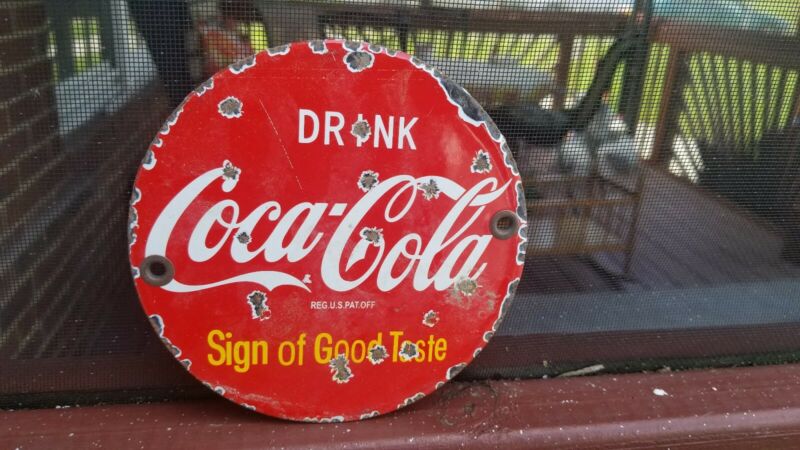 DRINK
Coca-Cola
REG.U.S.PAT.OFF
Sign of Good Taste